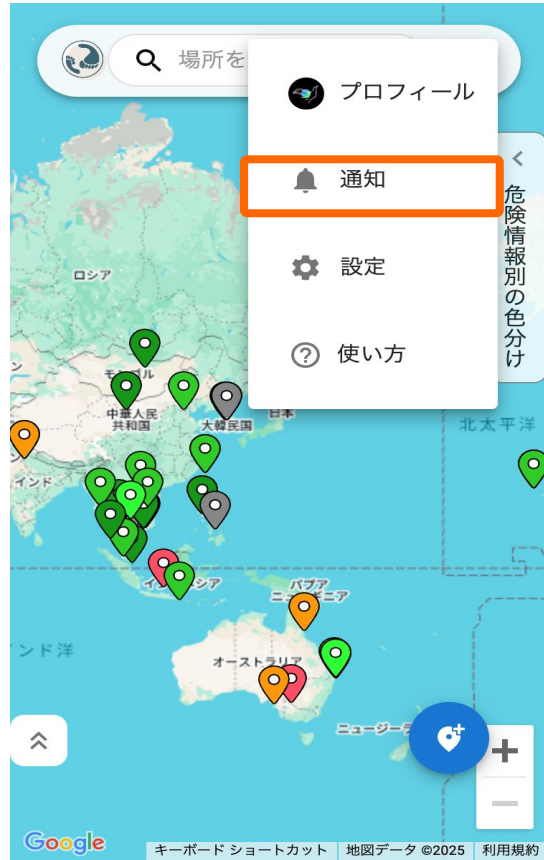 場所を
プロフィール
通知
設定
使い方
危険情報別の色分け
ロシア
モンゴル
中華人民
共和国
大韓民国
日本
北太平洋
インド
インドネシア
パプア
ニューギニア
ンド洋
オーストラリア
ニュージーラ
Google
キーボード ショートカット
地図データ ©2025
利用規約